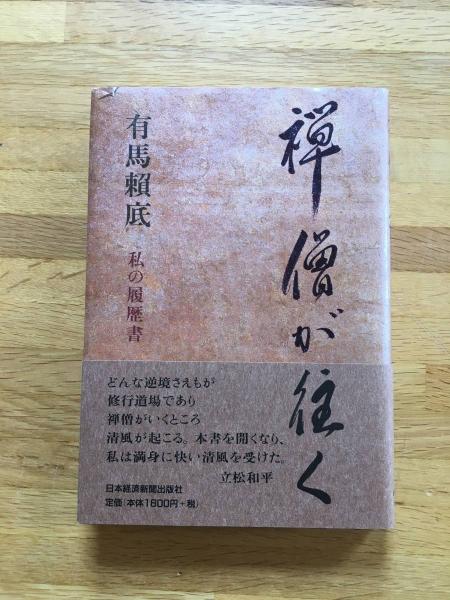 禅僧が往く
有馬頼底
私の履歴書
どんな逆境さえもが
修行道場であり
禅僧がいくところ
清風が起こる。本書を開くなり、
私は満身に快い清風を受けた。
立松和平
日本経済新聞出版社
定価(本体1800円+税)